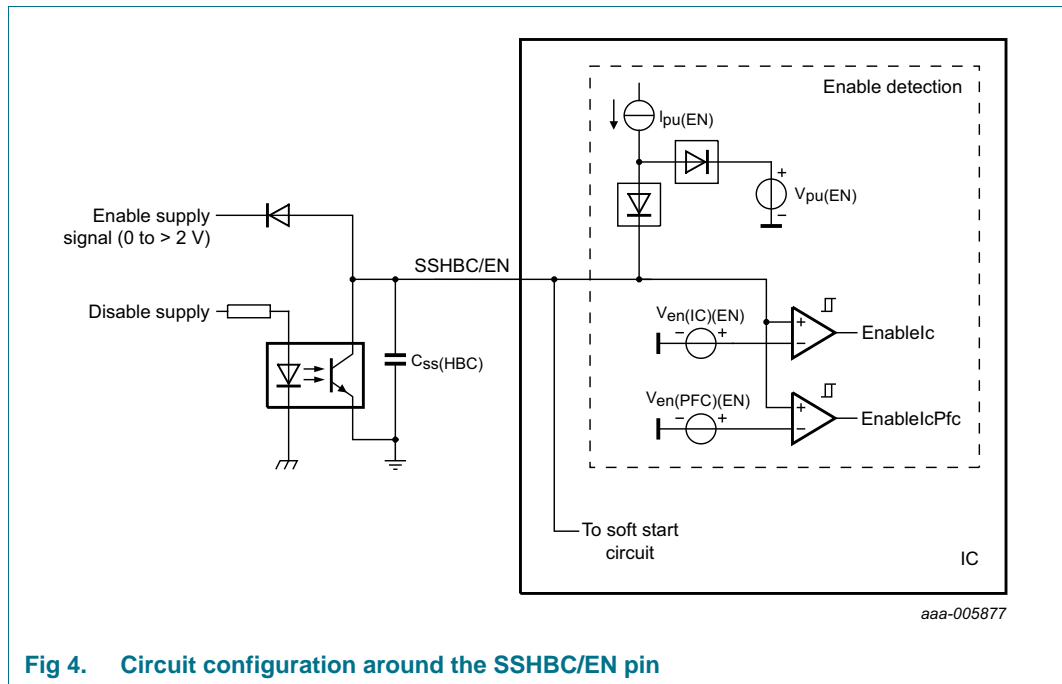 Enable detection
Ipu(EN)
+
Vpu(EN)
−
Enable supply
signal (0 to > 2 V)
SSHBC/EN
Disable supply
Css(HBC)
Ven(IC)(EN)
− +
+
−
EnableIc
Ven(PFC)(EN)
− +
+
−
EnableIcPfc
To soft start
circuit
IC
aaa-005877
Fig 4. Circuit configuration around the SSHBC/EN pin